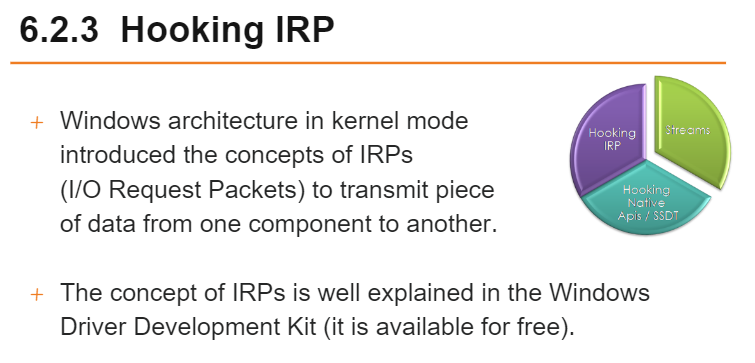 6.2.3 Hooking IRP
+ Windows architecture in kernel mode
introduced the concepts of IRPs
(I/O Request Packets) to transmit piece
of data from one component to another.
+ The concept of IRPs is well explained in the Windows
Driver Development Kit (it is available for free).
Hooking
IRP
Streams
Hooking
Native
Apis / SSDT